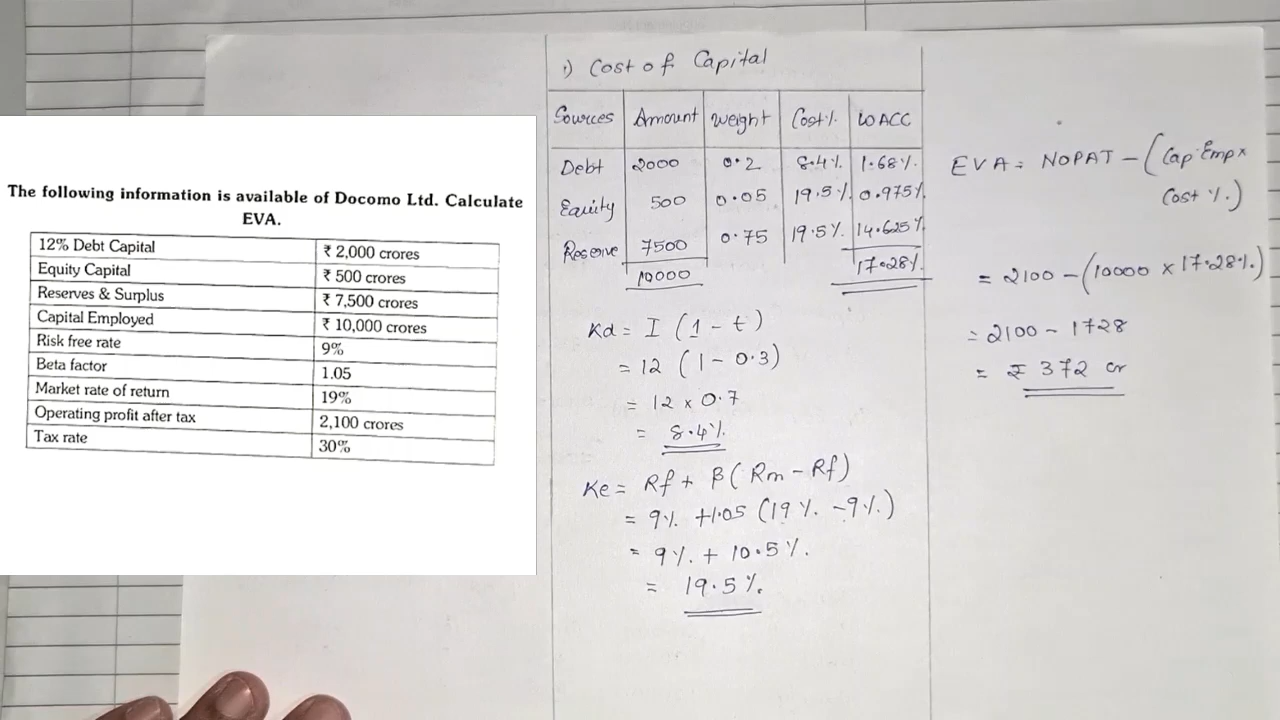 The following information is available of Docomo Ltd. Calculate
EVA.
12% Debt Capital ₹ 2,000 crores
Equity Capital ₹ 500 crores
Reserves & Surplus ₹ 7,500 crores
Capital Employed ₹ 10,000 crores
Risk free rate 9%
Beta factor 1.05
Market rate of return 19%
Operating profit after tax 2,100 crores
Tax rate 30%
1) Cost of Capital
Sources Amount Weight Cost% WACC
Debt 2000 0.2 8.4% 1.68%
Equity 500 0.05 19.5% 0.975%
Reserve 7500 0.75 19.5% 14.625%
10000 17.28%
Kd = I (1 - t)
= 12 (1 - 0.3)
= 12 x 0.7
= 8.4%
Ke = Rf + β (Rm - Rf)
= 9% + 1.05 (19% - 9%)
= 9% + 10.5%
= 19.5%
EVA = NOPAT - (Cap Emp x
Cost %)
= 2100 - (10000 x 17.28%)
= 2100 - 1728
= ₹ 372 cr